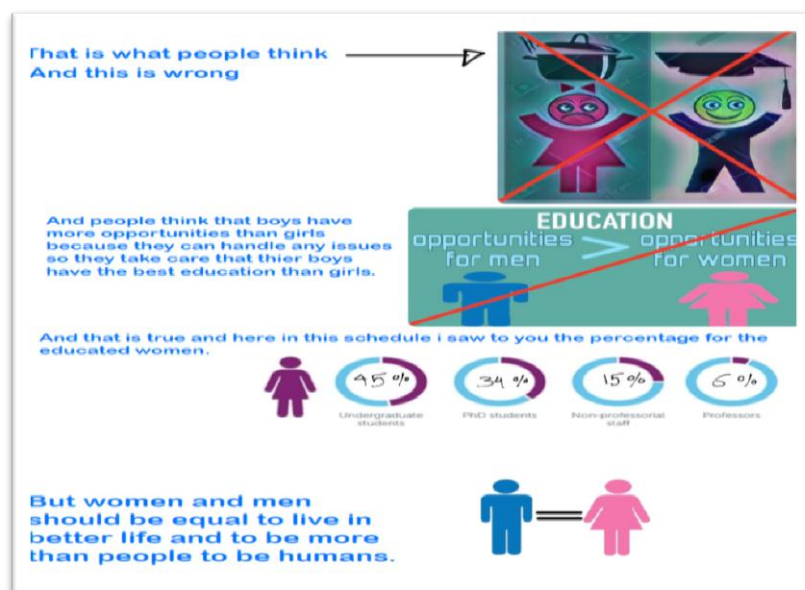 That is what people think
And this is wrong
And people think that boys have
more opportunities than girls
because they can handle any issues
so they take care that thier boys
have the best education than girls.
EDUCATION
opportunities for men > opportunities for women
And that is true and here in this schedule i saw to you the percentage for the
educated women.
45% 34% 15% 6%
Undergraduate students
PhD students
Non-professorial staff
Professors
But women and men
should be equal to live in
better life and to be more
than people to be humans.